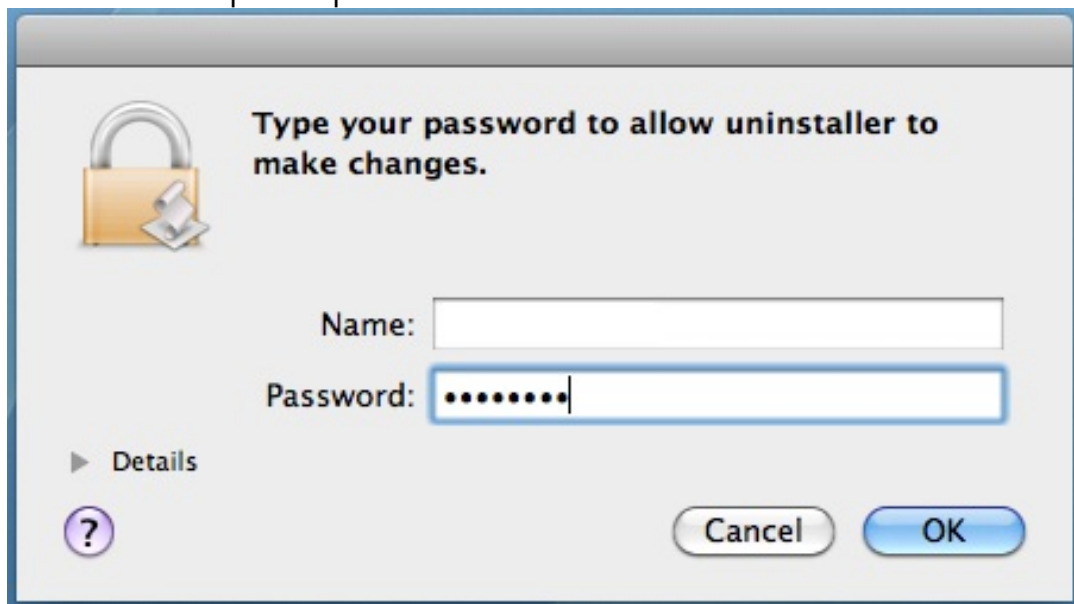 Type your password to allow uninstaller to
make changes.
Name:
Password: ••••••••
Details
?
Cancel
OK